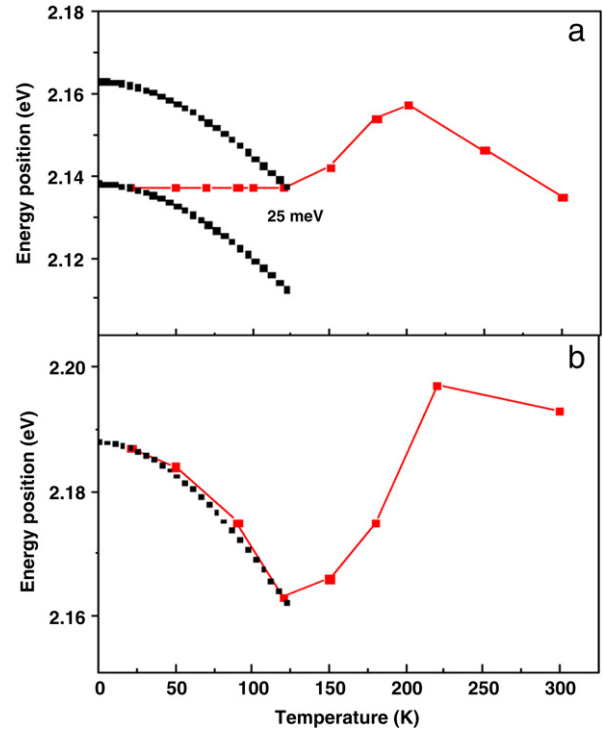 a
2.18
2.16
2.14
2.12
Energy position (eV)
25 meV
b
2.20
2.18
2.16
Energy position (eV)
0 50 100 150 200 250 300
Temperature (K)